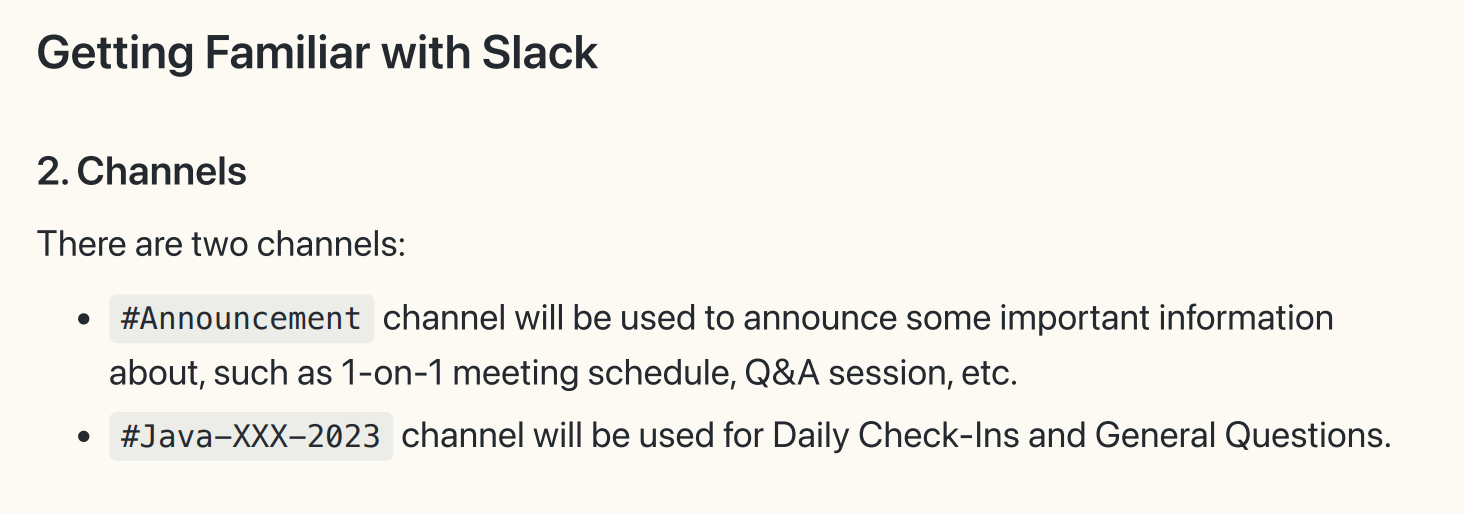 Getting Familiar with Slack
2. Channels
There are two channels:
• #Announcement channel will be used to announce some important information
about, such as 1-on-1 meeting schedule, Q&A session, etc.
• #Java-XXX-2023 channel will be used for Daily Check-Ins and General Questions.